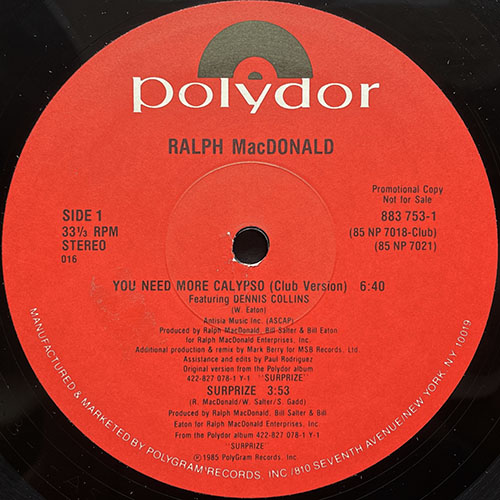 polydor
RALPH MacDONALD
Promotional Copy
Not for Sale
SIDE 1
883 753-1
33⅓ RPM
(85 NP 7018-Club)
STEREO
(85 NP 7021)
016
YOU NEED MORE CALYPSO (Club Version) 6:40
Featuring DENNIS COLLINS
(W. Eaton)
Antisia Music Inc. (ASCAP)
Produced by Ralph MacDonald, Bill Salter & Bill Eaton
for Ralph MacDonald Enterprises, Inc.
Additional production & remix by Mark Berry for MSB Records, Ltd.
Assistance and edits by Paul Rodriguez
Original version from the Polydor album
422-827 078-1 Y-1 "SURPRIZE"
SURPRIZE 3:53
(R. MacDonald/W. Salter/S. Gadd)
Produced by Ralph MacDonald, Bill Salter & Bill
Eaton for Ralph MacDonald Enterprises, Inc.
From the Polydor album 422-827 078-1 Y-1
"SURPRIZE"
Ⓟ1985 PolyGram Records, Inc.
MANUFACTURED & MARKETED BY POLYGRAM RECORDS, INC./810 SEVENTH AVENUE/NEW YORK, NY 10019